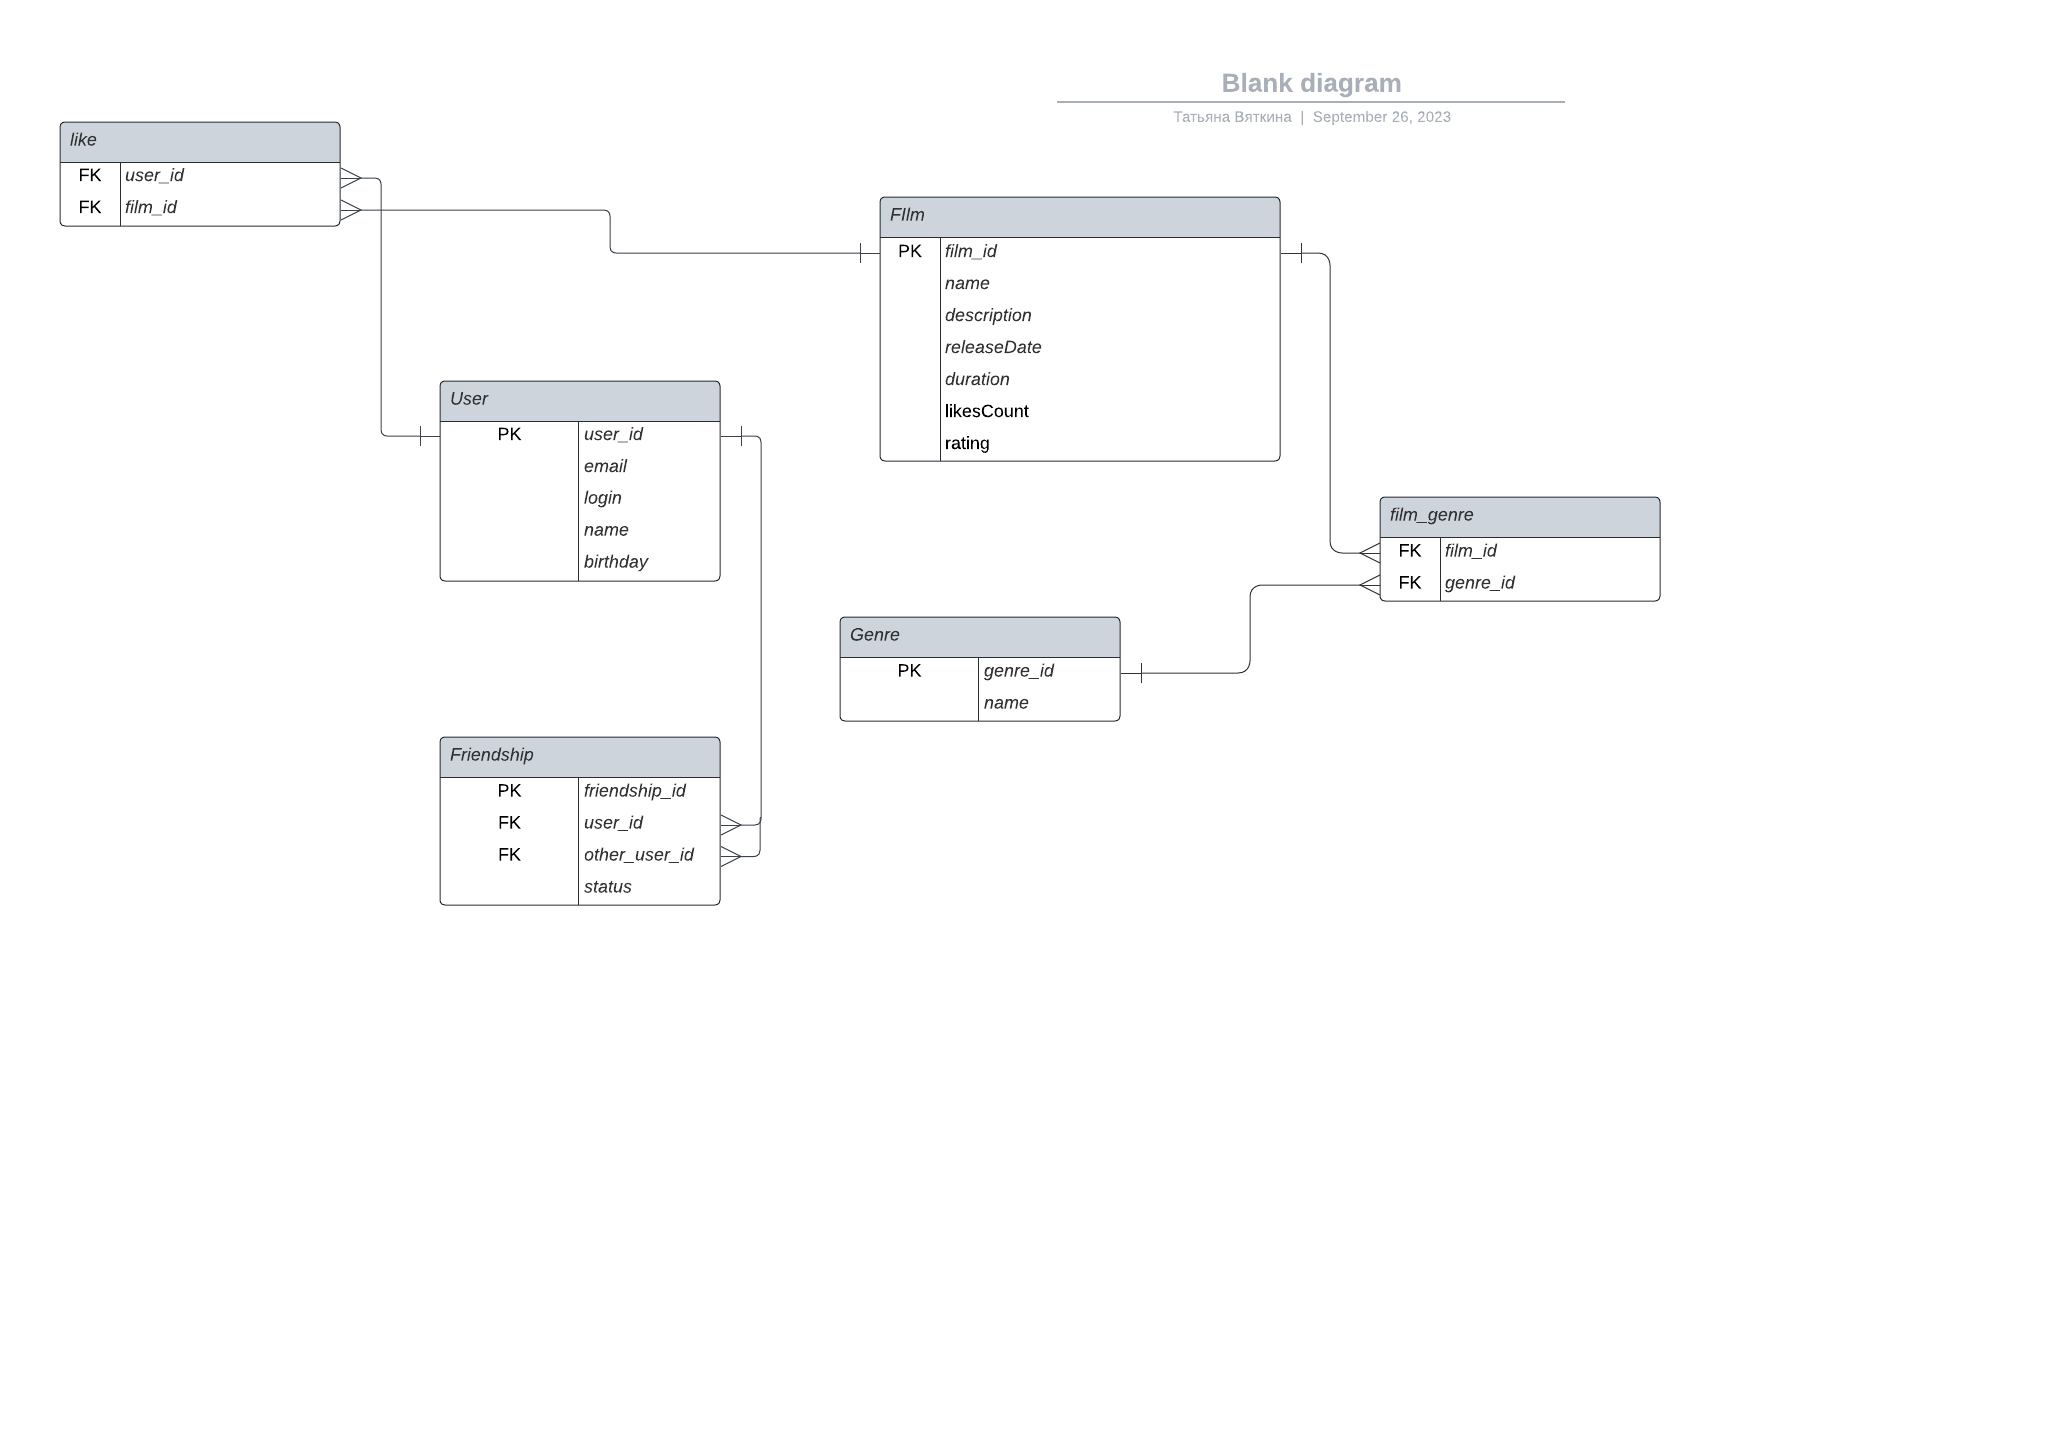 Blank diagram
Татьяна Вяткина | September 26, 2023
like
FK user_id
FK film_id
FIlm
PK film_id
name
description
releaseDate
duration
likesCount
rating
User
PK user_id
email
login
name
birthday
film_genre
FK film_id
FK genre_id
Genre
PK genre_id
name
Friendship
PK friendship_id
FK user_id
FK other_user_id
status